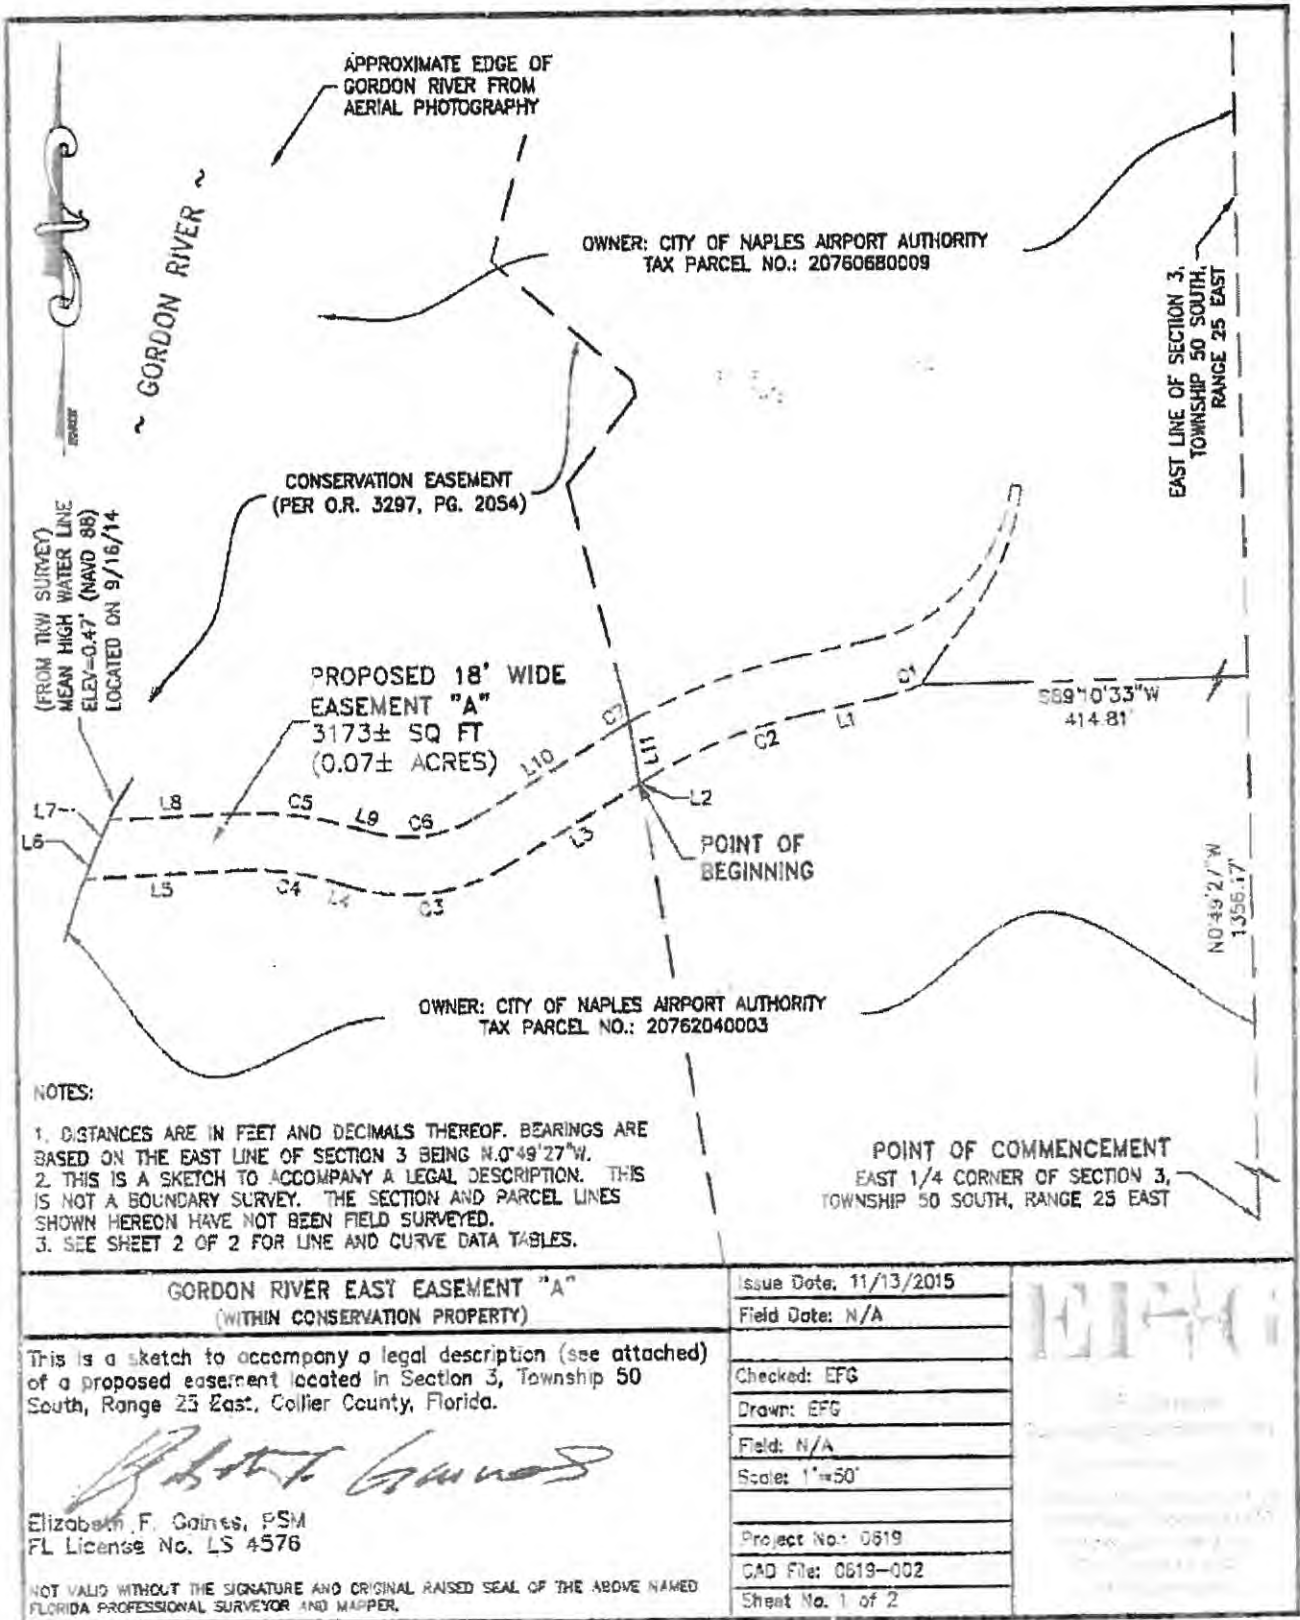 APPROXIMATE EDGE OF
GORDON RIVER FROM
AERIAL PHOTOGRAPHY
~ GORDON RIVER ~
OWNER: CITY OF NAPLES AIRPORT AUTHORITY
TAX PARCEL NO.: 20760680009
EAST LINE OF SECTION 3,
TOWNSHIP 50 SOUTH,
RANGE 25 EAST
CONSERVATION EASEMENT
(PER O.R. 3297, PG. 2054)
(FROM TKW SURVEY)
MEAN HIGH WATER LINE
ELEV=0.47' (NAVD 88)
LOCATED ON 9/16/14
PROPOSED 18' WIDE
EASEMENT "A"
3173± SQ FT
(0.07± ACRES)
C1
S89°10'33"W
414.81'
L1
C2
C7
L11
L10
L2
L3
L8
C5
L9
C6
L7
L6
L5
C4
L4
C3
POINT OF
BEGINNING
N0°49'27"W
1356.17'
OWNER: CITY OF NAPLES AIRPORT AUTHORITY
TAX PARCEL NO.: 20762040003
NOTES:
1. DISTANCES ARE IN FEET AND DECIMALS THEREOF. BEARINGS ARE
BASED ON THE EAST LINE OF SECTION 3 BEING N.0°49'27"W.
2. THIS IS A SKETCH TO ACCOMPANY A LEGAL DESCRIPTION. THIS
IS NOT A BOUNDARY SURVEY. THE SECTION AND PARCEL LINES
SHOWN HEREON HAVE NOT BEEN FIELD SURVEYED.
3. SEE SHEET 2 OF 2 FOR LINE AND CURVE DATA TABLES.
POINT OF COMMENCEMENT
EAST 1/4 CORNER OF SECTION 3,
TOWNSHIP 50 SOUTH, RANGE 25 EAST
GORDON RIVER EAST EASEMENT "A"
(WITHIN CONSERVATION PROPERTY)
This is a sketch to accompany a legal description (see attached)
of a proposed easement located in Section 3, Township 50
South, Range 25 East, Collier County, Florida.
Elizabeth F. Gaines, PSM
FL License No. LS 4576
NOT VALID WITHOUT THE SIGNATURE AND ORIGINAL RAISED SEAL OF THE ABOVE NAMED
FLORIDA PROFESSIONAL SURVEYOR AND MAPPER.
Issue Date: 11/13/2015
Field Date: N/A
Checked: EFG
Drawn: EFG
Field: N/A
Scale: 1"=50'
Project No.: 0619
CAD File: 0619-002
Sheet No. 1 of 2